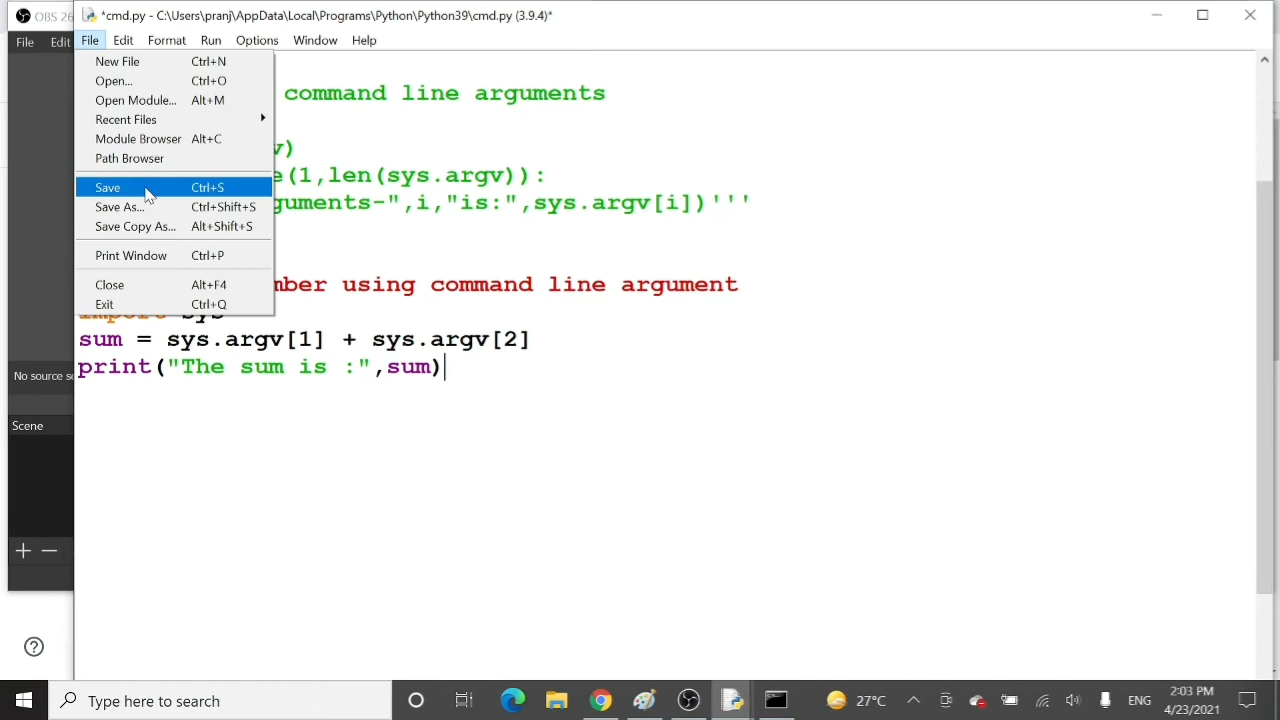 OBS 26
*cmd.py - C:\Users\pranj\AppData\Local\Programs\Python\Python39\cmd.py (3.9.4)*
File Edit
File Edit Format Run Options Window Help
New File Ctrl+N
Open... Ctrl+O
Open Module... Alt+M
Recent Files
Module Browser Alt+C
Path Browser
Save Ctrl+S
Save As... Ctrl+Shift+S
Save Copy As... Alt+Shift+S
Print Window Ctrl+P
Close Alt+F4
Exit Ctrl+Q
command line arguments
v)
e(1,len(sys.argv)):
guments-",i,"is:",sys.argv[i])'''
mber using command line argument
import sys
sum = sys.argv[1] + sys.argv[2]
print("The sum is :",sum)
No source se
Scene
Type here to search
27°C
ENG
2:03 PM
4/23/2021